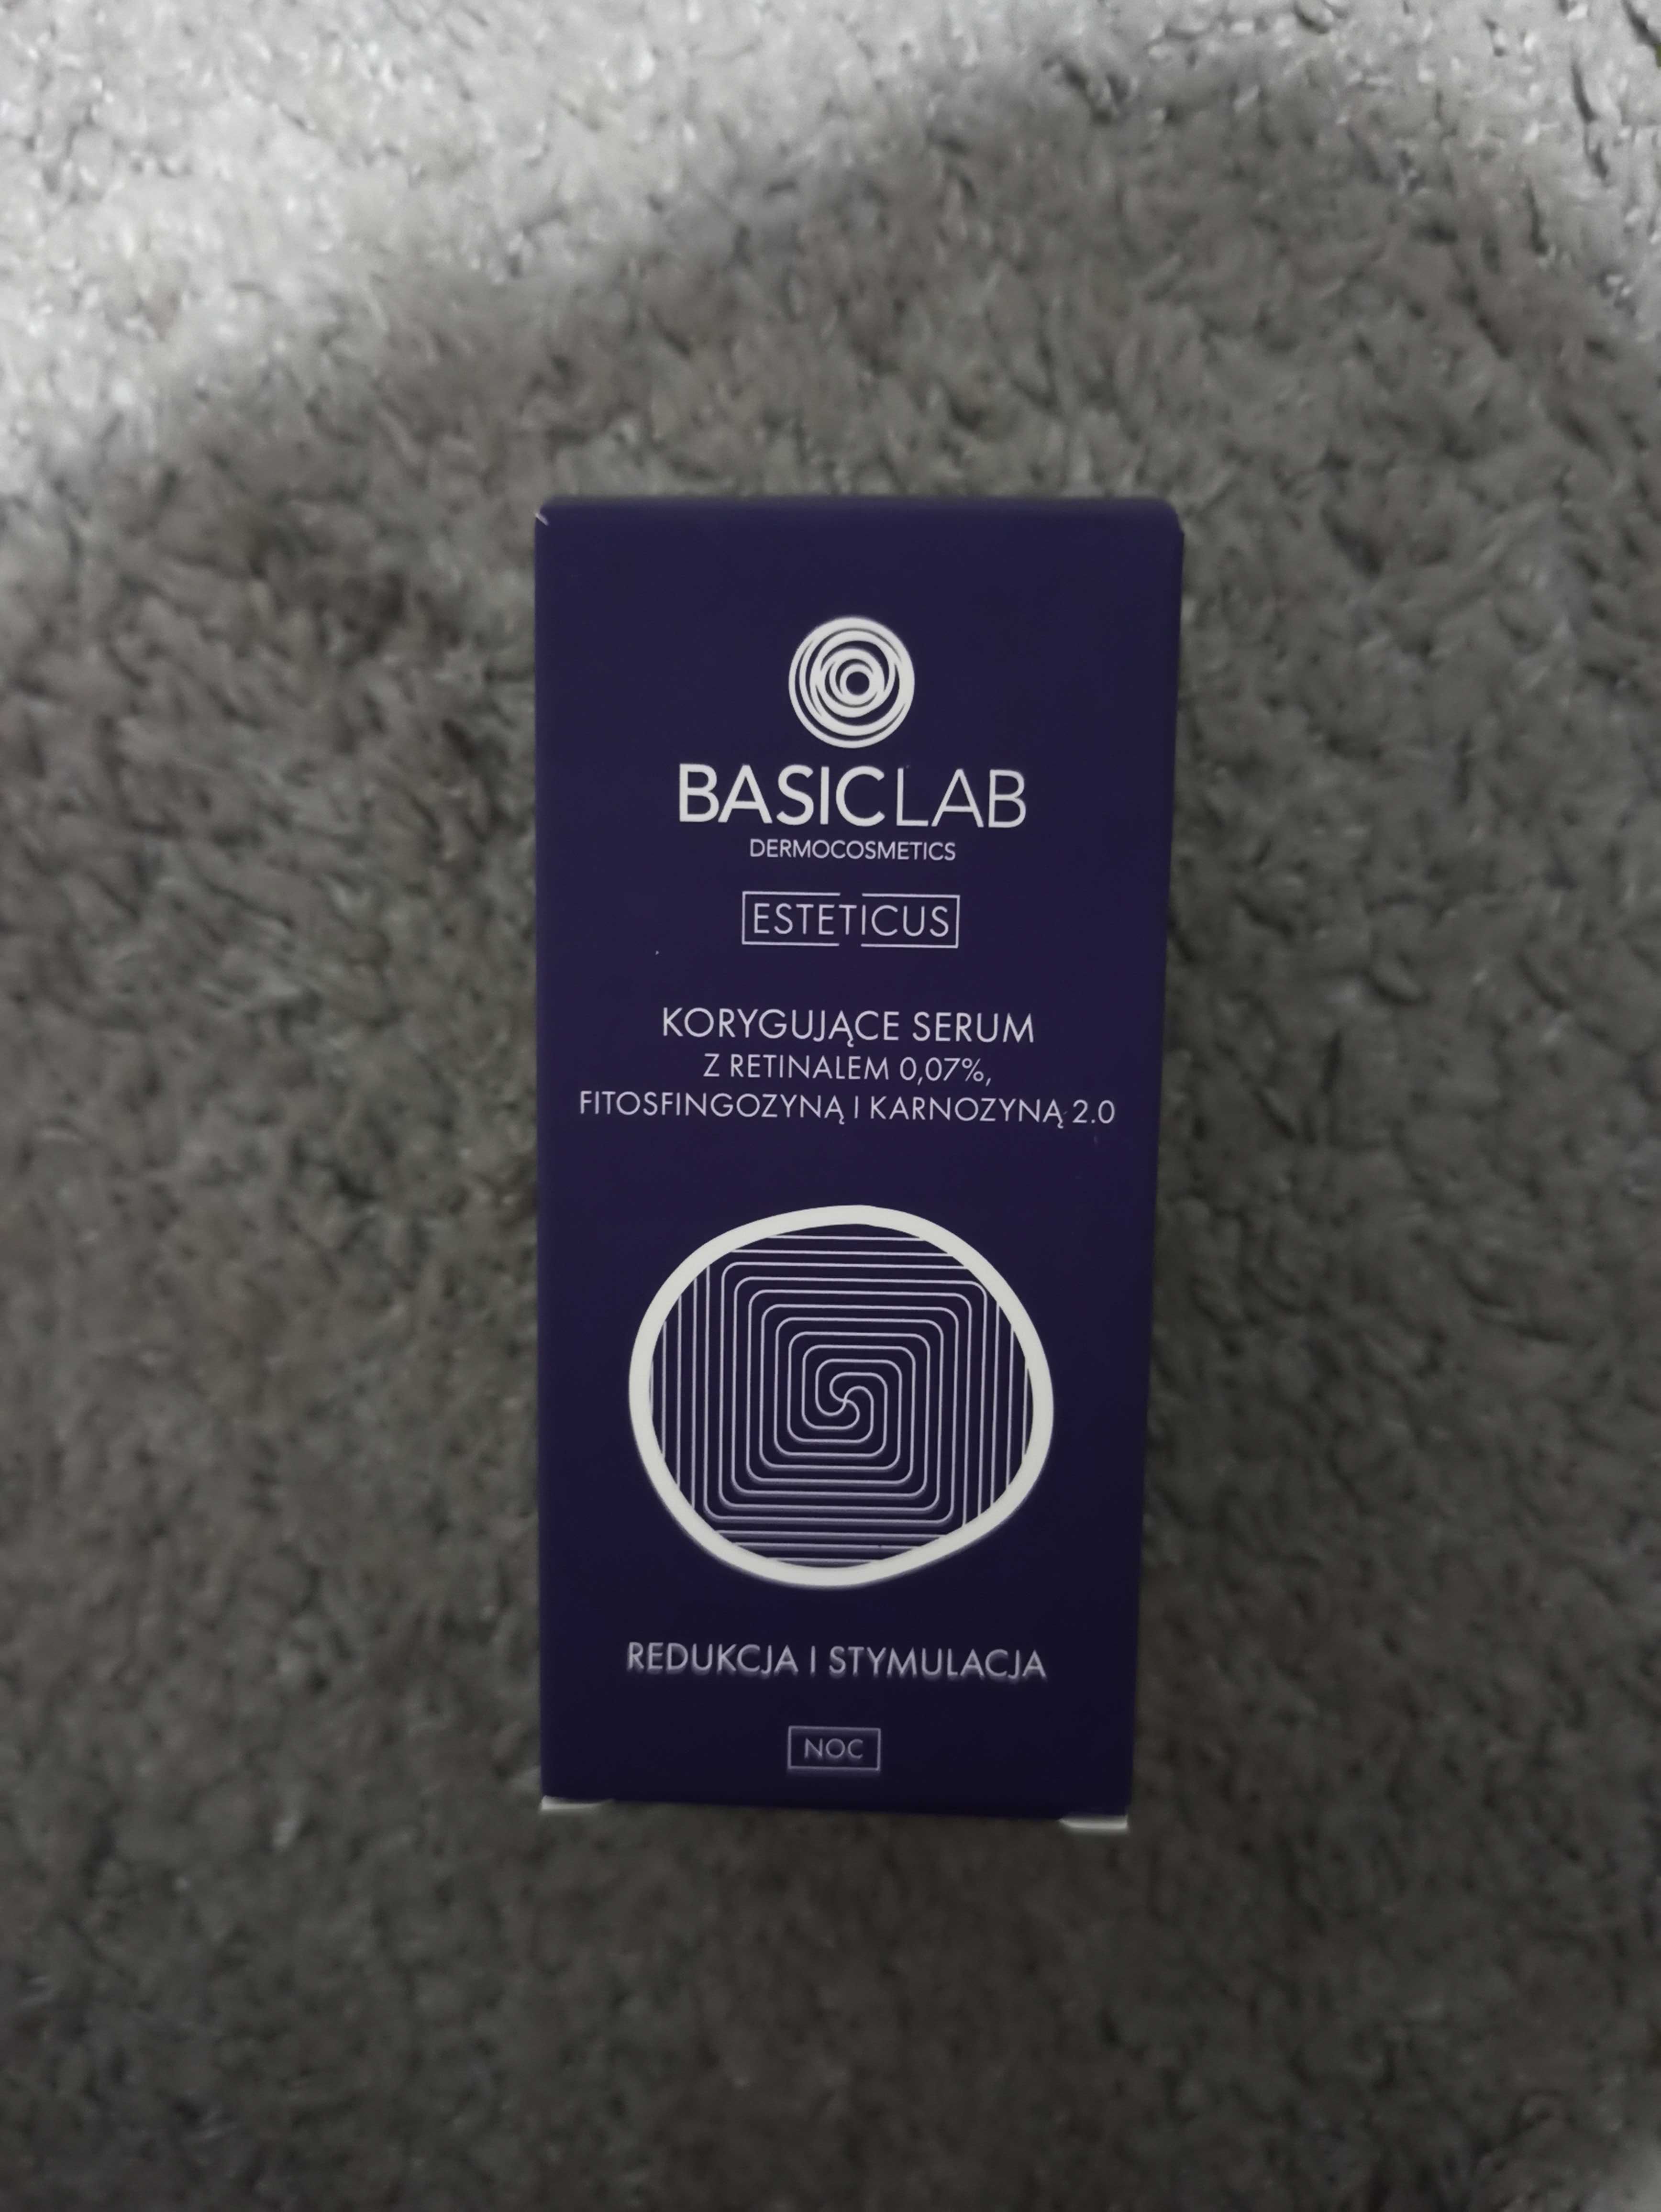 BASICLAB
DERMOCOSMETICS
ESTETICUS
KORYGUJĄCE SERUM
Z RETINALEM 0,07%,
FITOSFINGOZYNĄ I KARNOZYNĄ 2.0
REDUKCJA I STYMULACJA
NOC